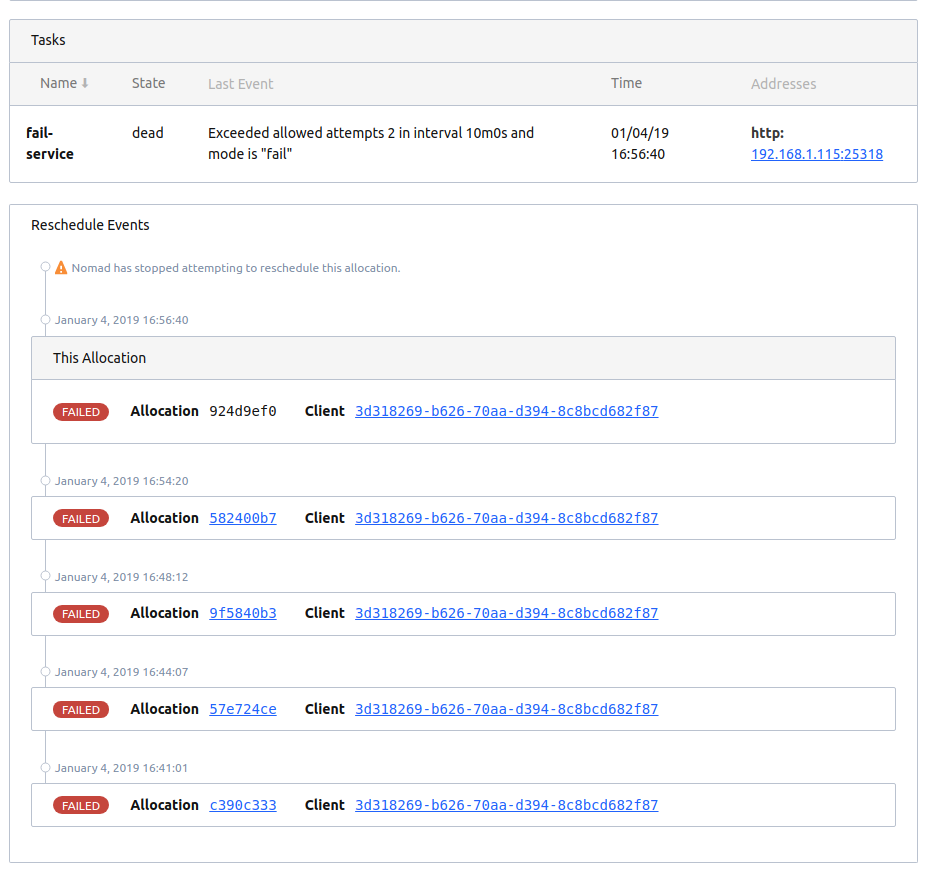 Tasks
Name State Last Event Time Addresses
fail- dead Exceeded allowed attempts 2 in interval 10m0s and 01/04/19 http:
service mode is "fail" 16:56:40 192.168.1.115:25318
Reschedule Events
Nomad has stopped attempting to reschedule this allocation.
January 4, 2019 16:56:40
This Allocation
FAILED Allocation 924d9ef0 Client 3d318269-b626-70aa-d394-8c8bcd682f87
January 4, 2019 16:54:20
FAILED Allocation 582400b7 Client 3d318269-b626-70aa-d394-8c8bcd682f87
January 4, 2019 16:48:12
FAILED Allocation 9f5840b3 Client 3d318269-b626-70aa-d394-8c8bcd682f87
January 4, 2019 16:44:07
FAILED Allocation 57e724ce Client 3d318269-b626-70aa-d394-8c8bcd682f87
January 4, 2019 16:41:01
FAILED Allocation c390c333 Client 3d318269-b626-70aa-d394-8c8bcd682f87